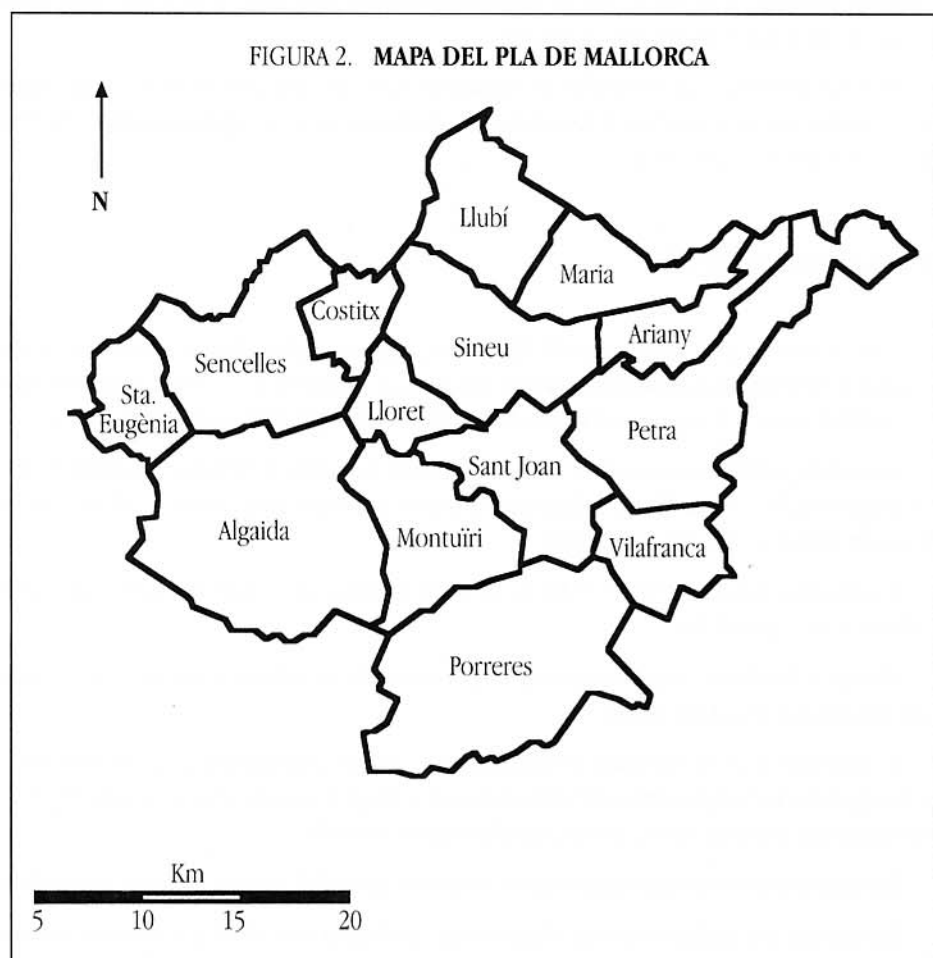 FIGURA 2. MAPA DEL PLA DE MALLORCA
N
Llubí
Maria
Costitx
Ariany
Sineu
Sencelles
Sta.
Eugènia
Lloret
Petra
Sant Joan
Algaida
Montuïri
Vilafranca
Porreres
Km
5 10 15 20